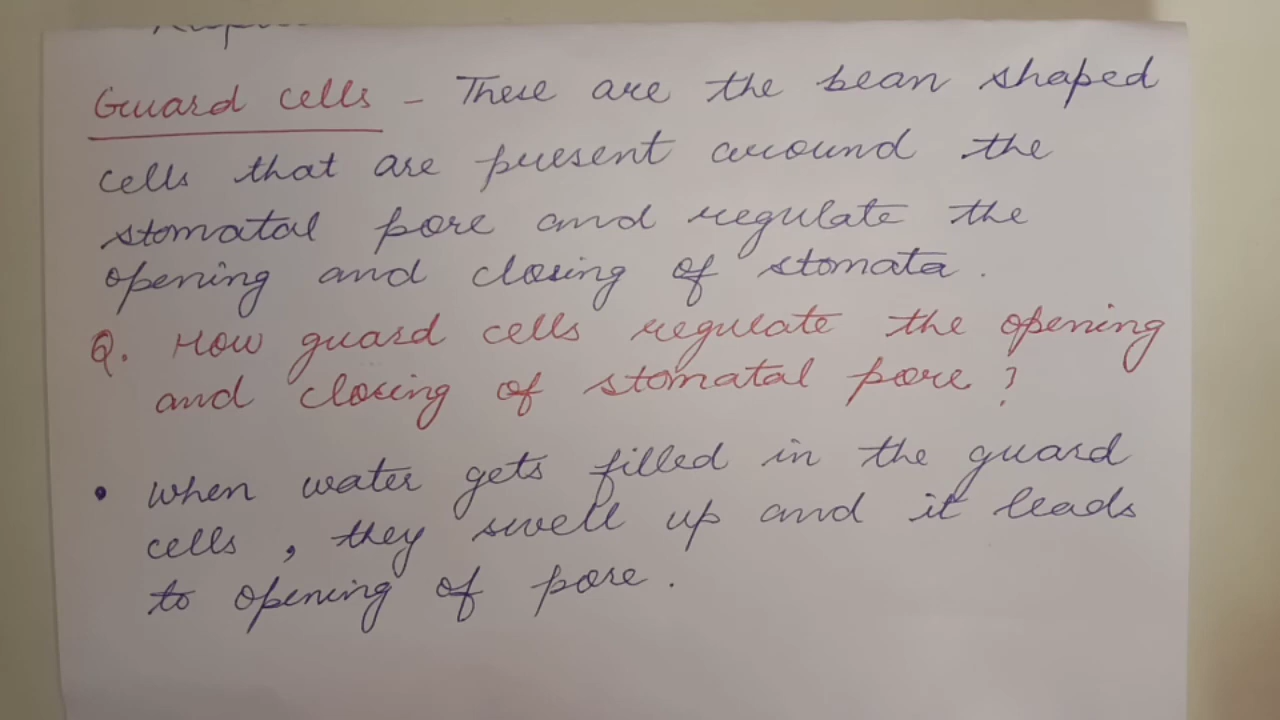 Guard cells - These are the bean shaped
cells that are present around the
stomatal pore and regulate the
opening and closing of stomata.
Q. How guard cells regulate the opening
and closing of stomatal pore ?
• When water gets filled in the guard
cells, they swell up and it leads
to opening of pore.